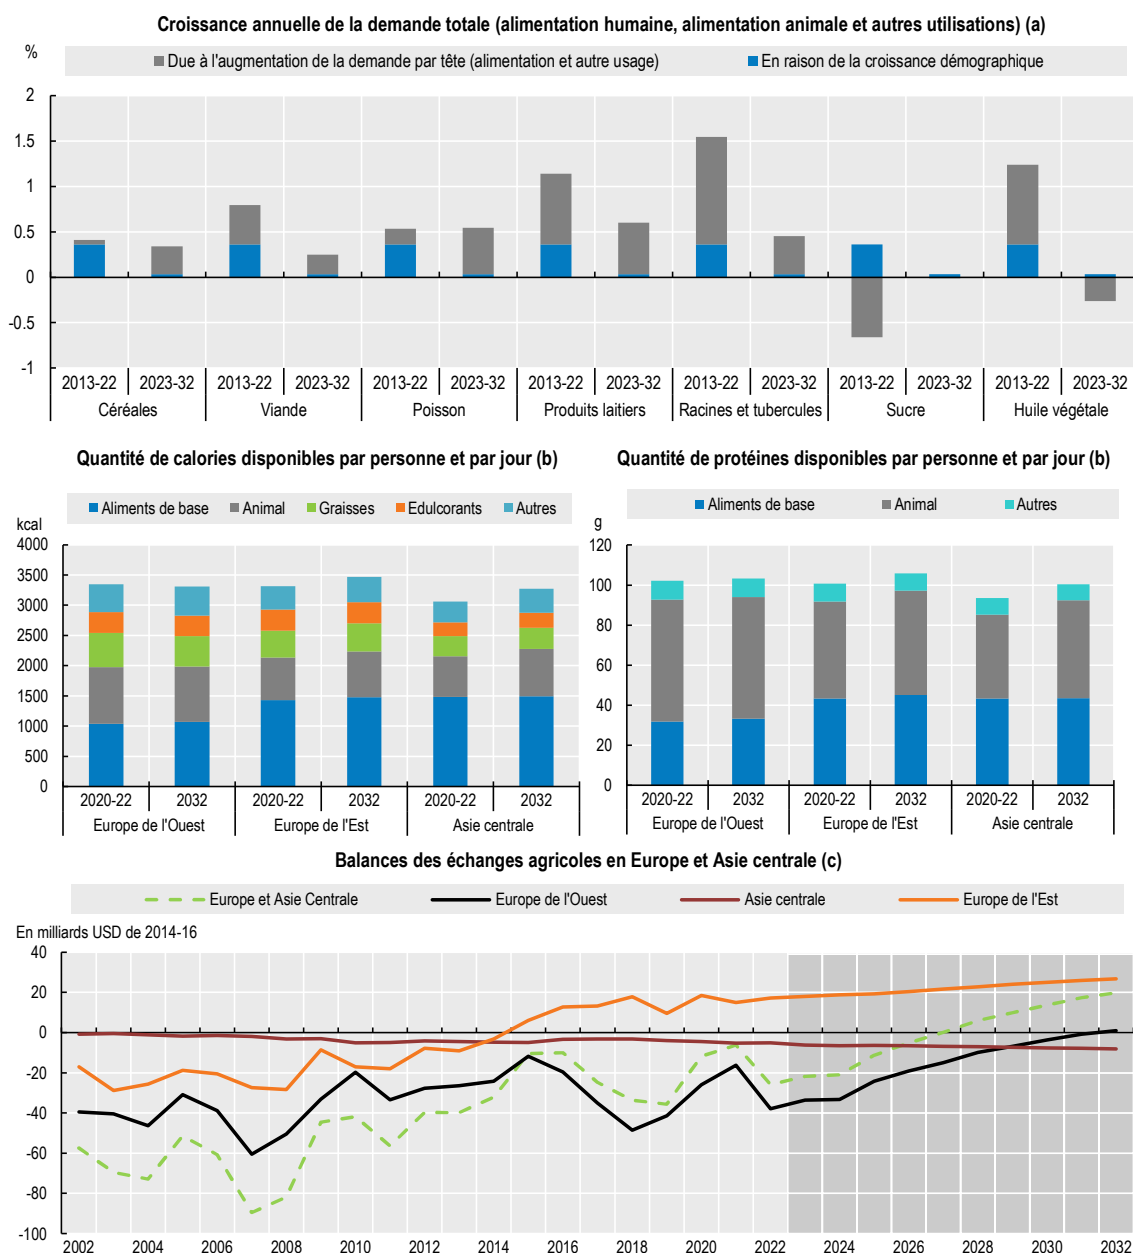 Croissance annuelle de la demande totale (alimentation humaine, alimentation animale et autres utilisations) (a)
%
Due à l'augmentation de la demande par tête (alimentation et autre usage) En raison de la croissance démographique
2
1.5
1
0.5
0
-0.5
-1
2013-22 2023-32 2013-22 2023-32 2013-22 2023-32 2013-22 2023-32 2013-22 2023-32 2013-22 2023-32 2013-22 2023-32
Céréales Viande Poisson Produits laitiers Racines et tubercules Sucre Huile végétale
Quantité de calories disponibles par personne et par jour (b)
Aliments de base Animal Graisses Edulcorants Autres
kcal
4000
3500
3000
2500
2000
1500
1000
500
0
2020-22 2032 2020-22 2032 2020-22 2032
Europe de l'Ouest Europe de l'Est Asie centrale
Quantité de protéines disponibles par personne et par jour (b)
Aliments de base Animal Autres
g
120
100
80
60
40
20
0
2020-22 2032 2020-22 2032 2020-22 2032
Europe de l'Ouest Europe de l'Est Asie centrale
Balances des échanges agricoles en Europe et Asie centrale (c)
Europe et Asie Centrale Europe de l'Ouest Asie centrale Europe de l'Est
En milliards USD de 2014-16
40
20
0
-20
-40
-60
-80
-100
2002 2004 2006 2008 2010 2012 2014 2016 2018 2020 2022 2024 2026 2028 2030 2032